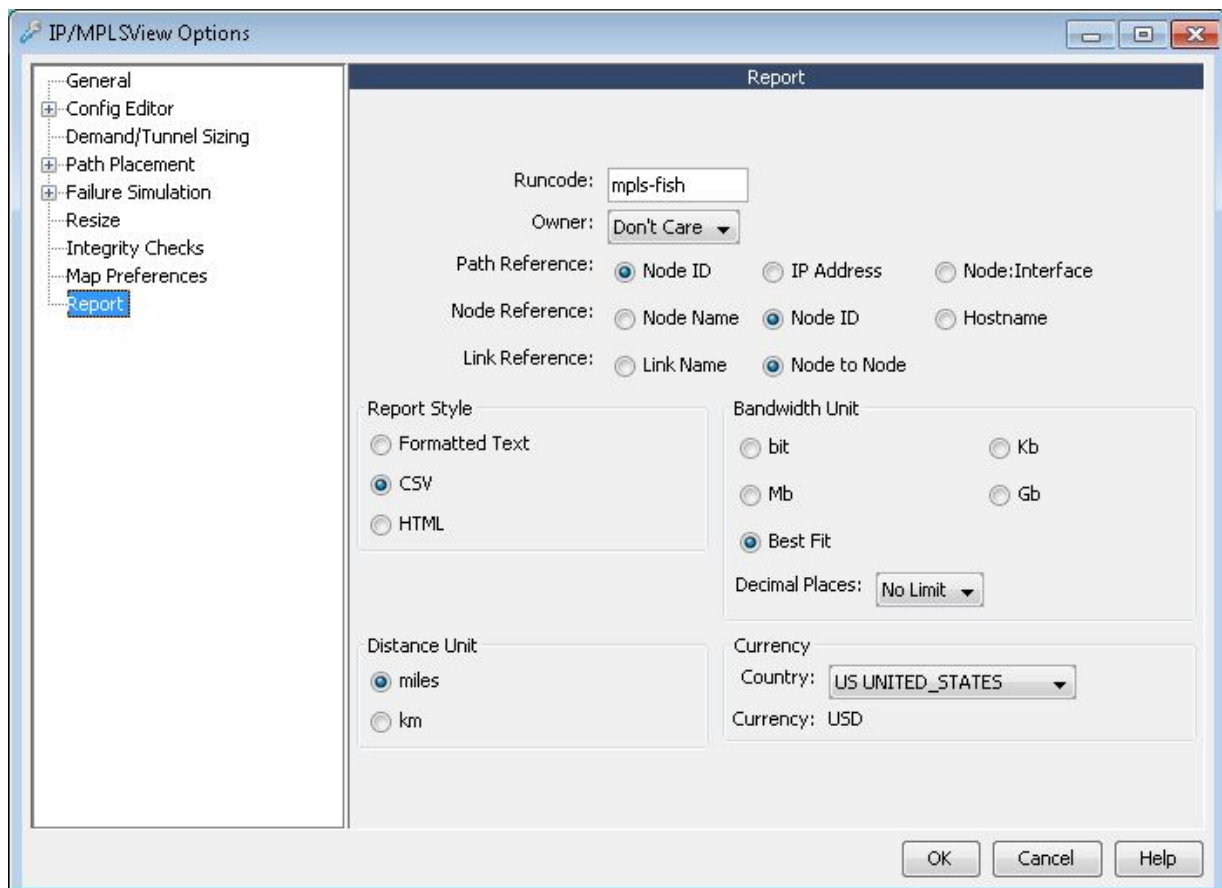 IP/MPLSView Options
General
Config Editor
Demand/Tunnel Sizing
Path Placement
Failure Simulation
Resize
Integrity Checks
Map Preferences
Report
Report
Runcode: mpls-fish
Owner: Don't Care
Path Reference: Node ID IP Address Node:Interface
Node Reference: Node Name Node ID Hostname
Link Reference: Link Name Node to Node
Report Style
Formatted Text
CSV
HTML
Bandwidth Unit
bit Kb
Mb Gb
Best Fit
Decimal Places: No Limit
Distance Unit
miles
km
Currency
Country: US UNITED_STATES
Currency: USD
OK Cancel Help